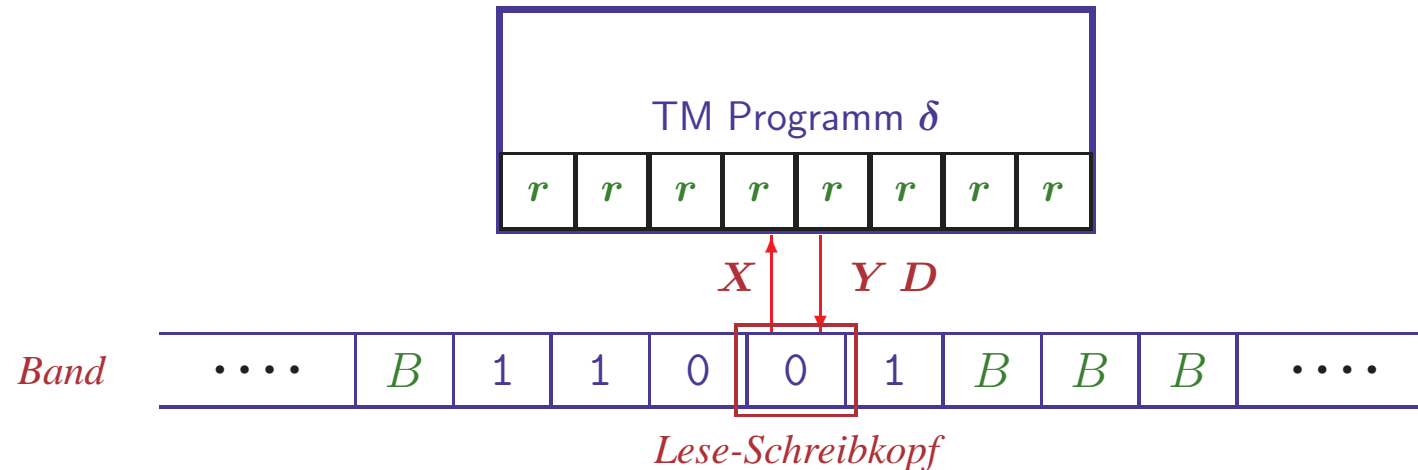 TM Programm δ
r r r r r r r r
X Y D
Band .... B 1 1 0 0 1 B B B ....
Lese-Schreibkopf